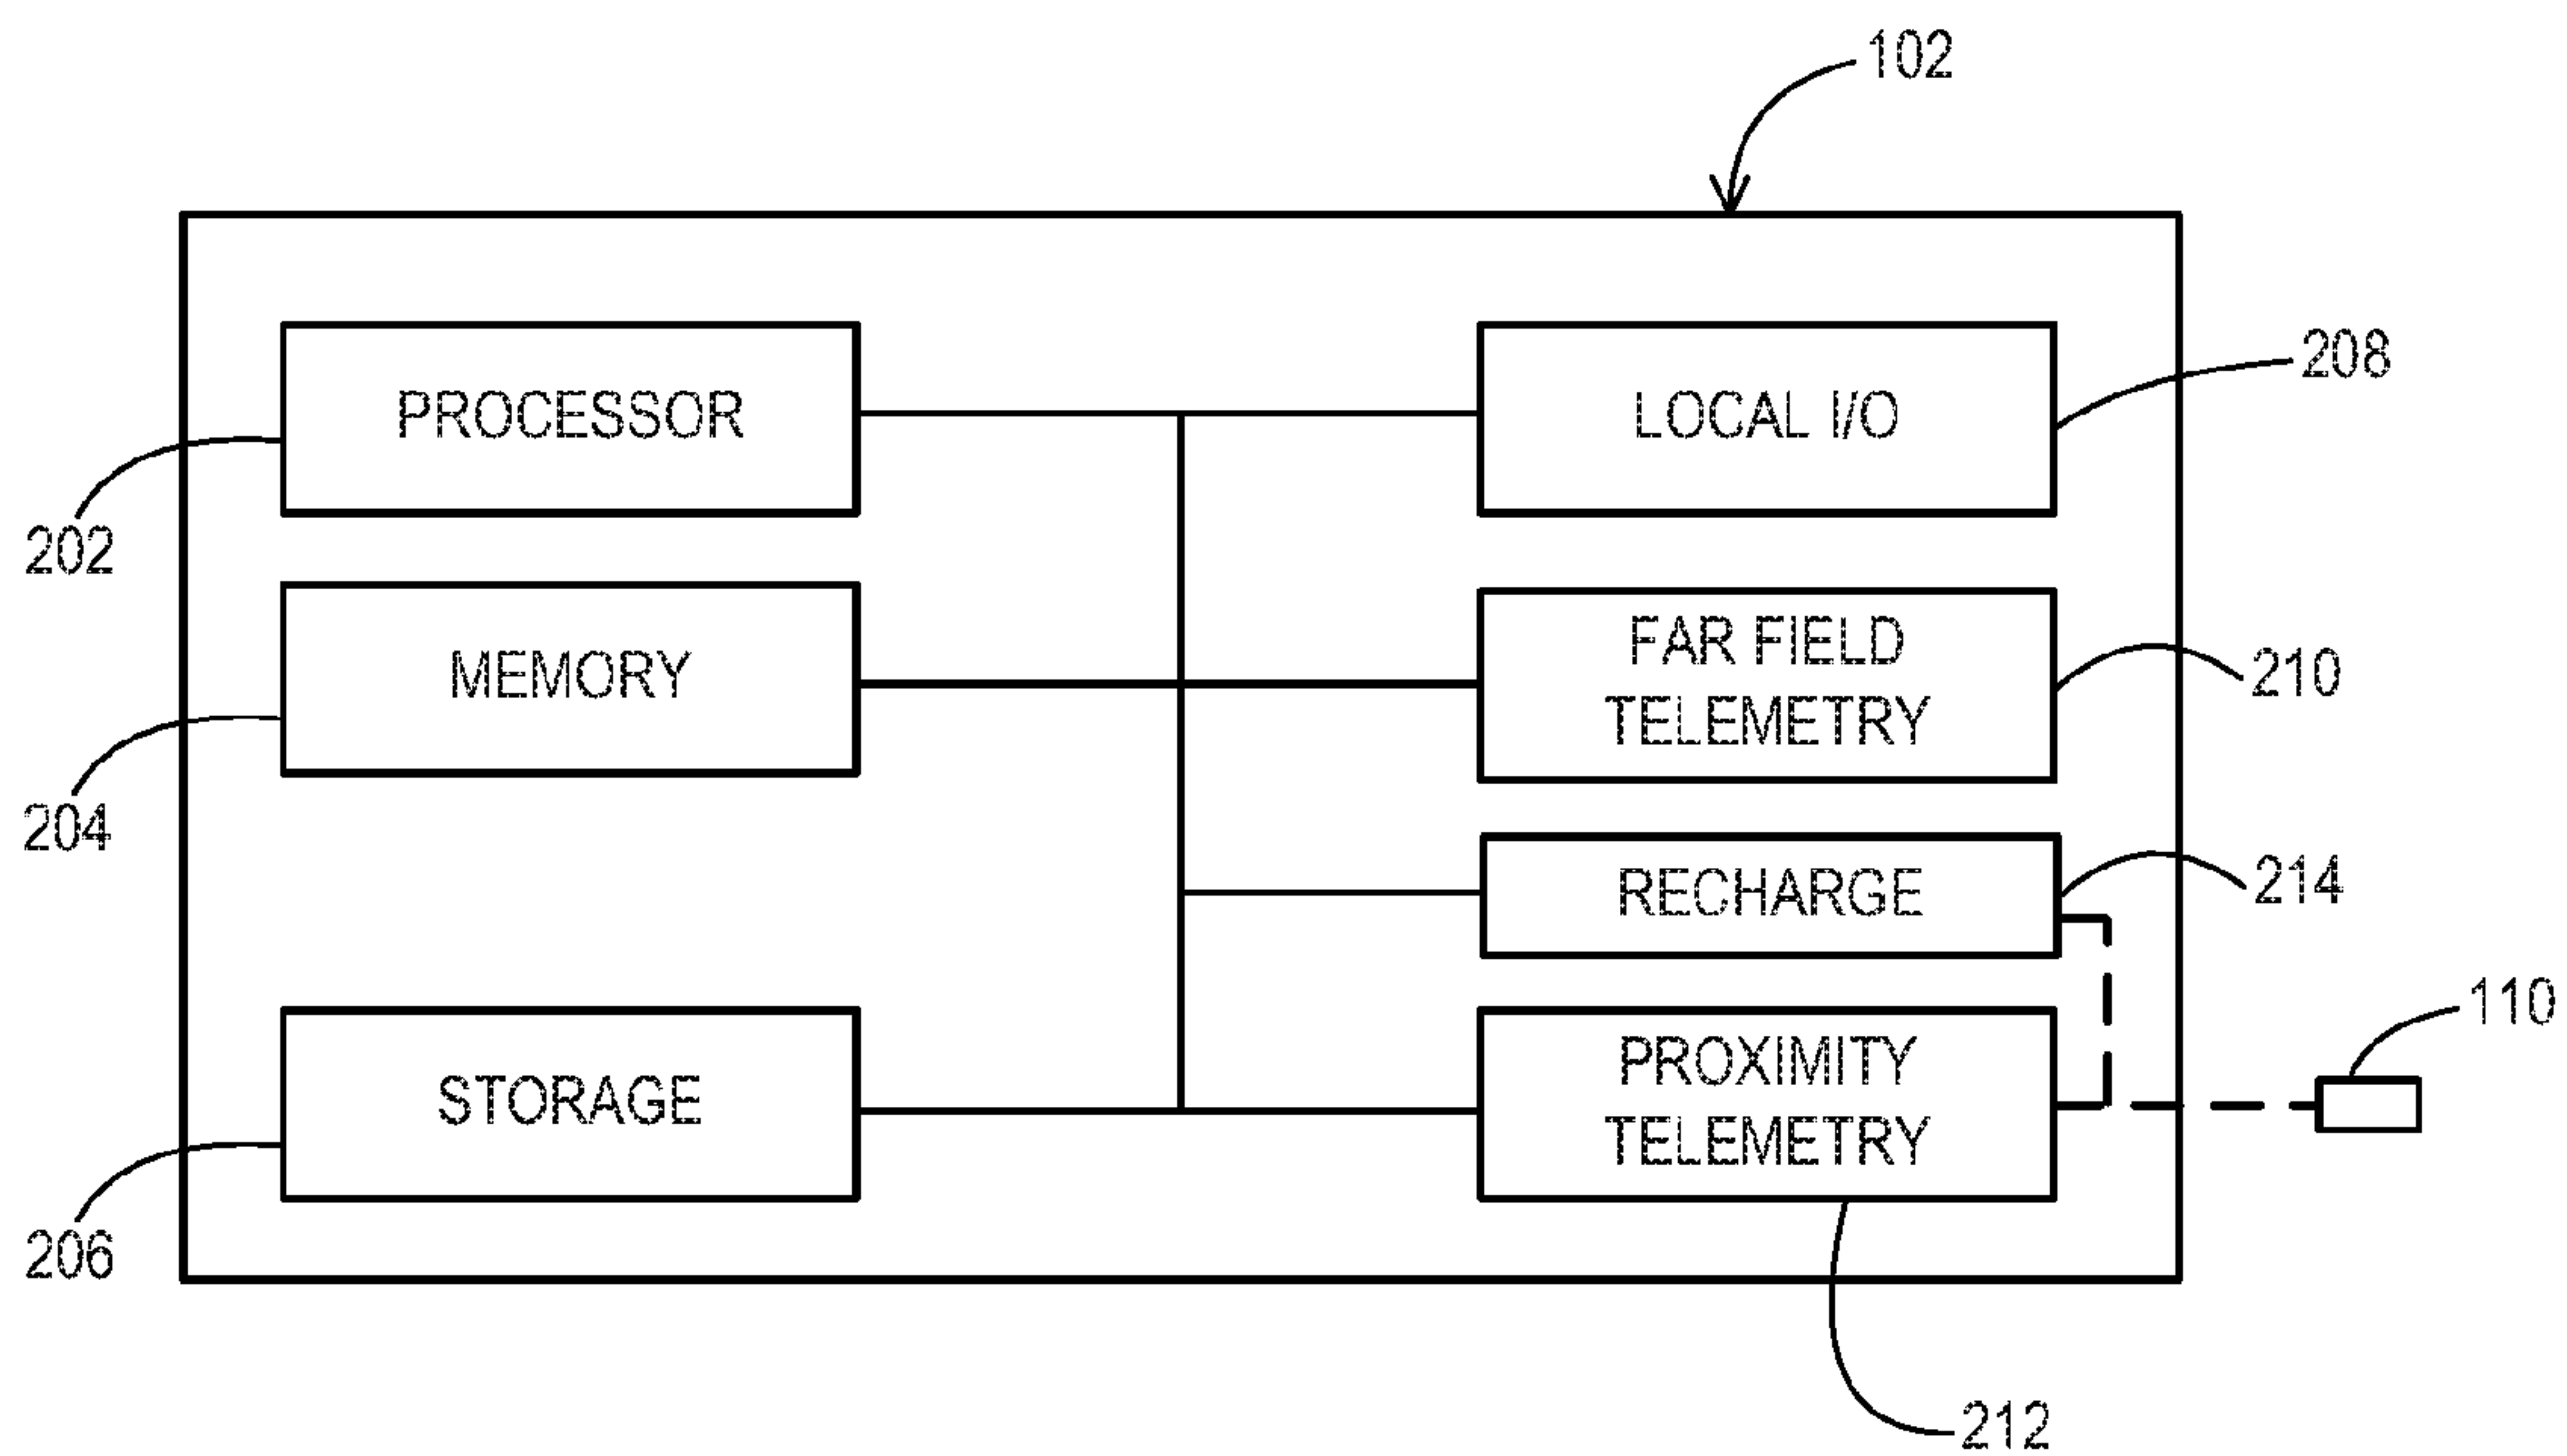 102
PROCESSOR
LOCAL I/O
208
202
MEMORY
FAR FIELD
TELEMETRY
210
204
RECHARGE
214
STORAGE
PROXIMITY
TELEMETRY
110
206
212